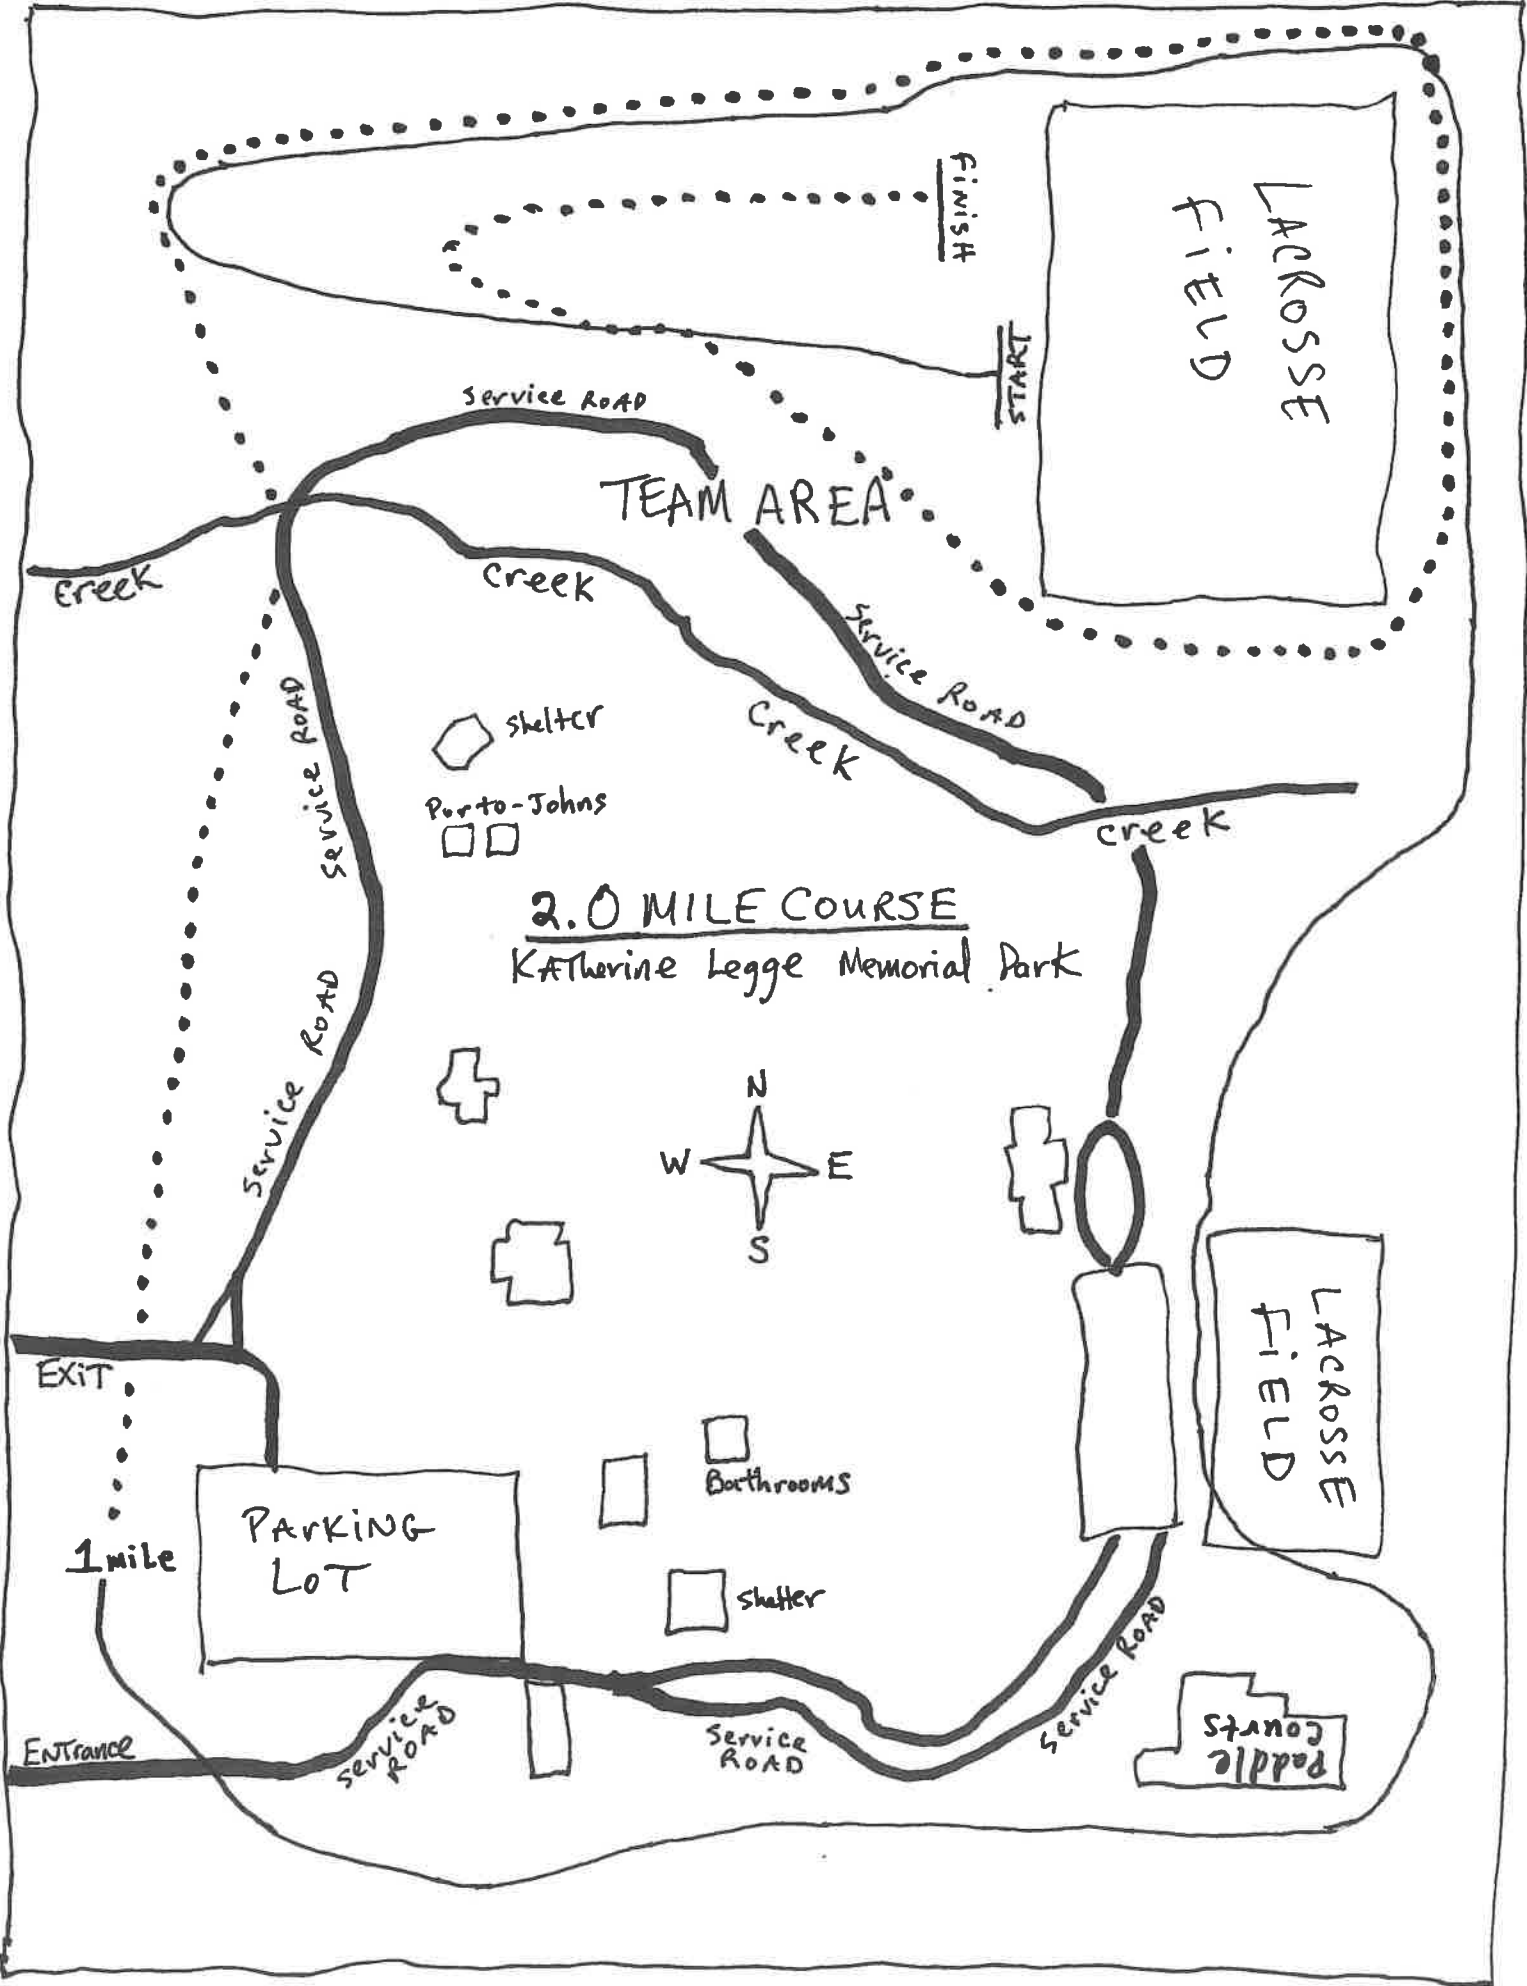 FiNiSH
LACROSSE
FiELD
START
Service ROAD
TEAM AREA
Creek
Creek
Service ROAD
Service ROAD
Shelter
Creek
Porto-Johns
Creek
2.0 MILE COURSE
KATherine Legge Memorial Park
Service ROAD
N
W E
S
LACROSSE
FiELD
EXiT
Bathrooms
PArKiNG
LoT
1 mile
Shelter
Service ROAD
Service
ROAD
Service
ROAD
Paddle
Courts
ENTrance